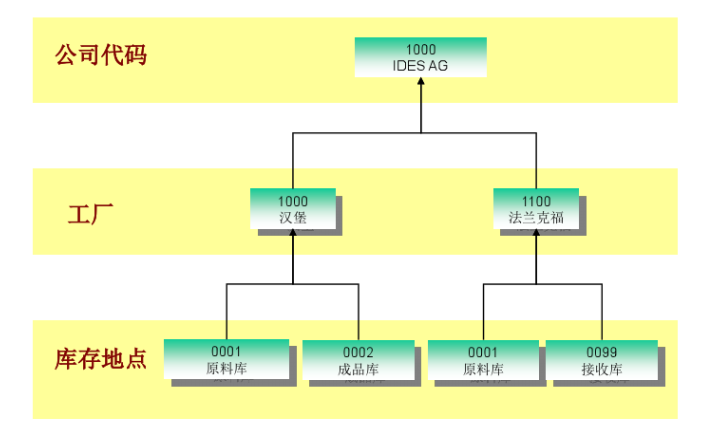 公司代码
1000
IDES AG
工厂
1000
汉堡
1100
法兰克福
库存地点
0001
原料库
0002
成品库
0001
原料库
0099
接收库